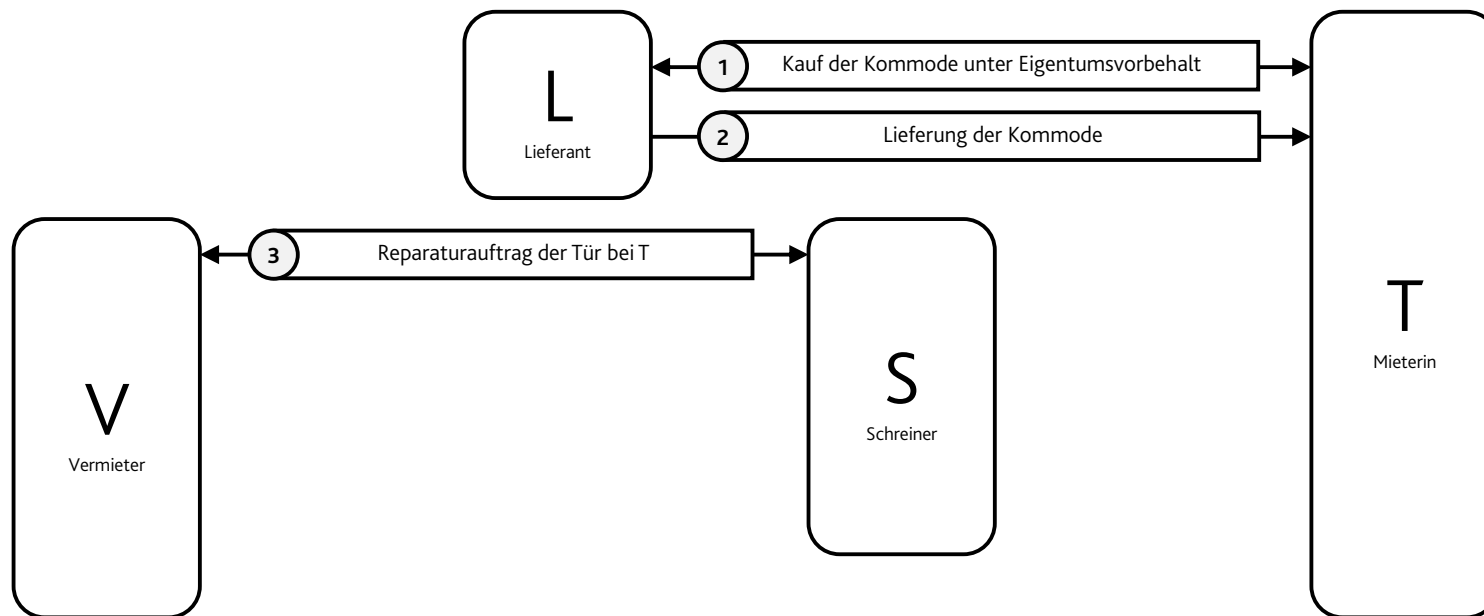 1 Kauf der Kommode unter Eigentumsvorbehalt
L
2 Lieferung der Kommode
Lieferant
3 Reparaturauftrag der Tür bei T
T
Mieterin
S
Schreiner
V
Vermieter